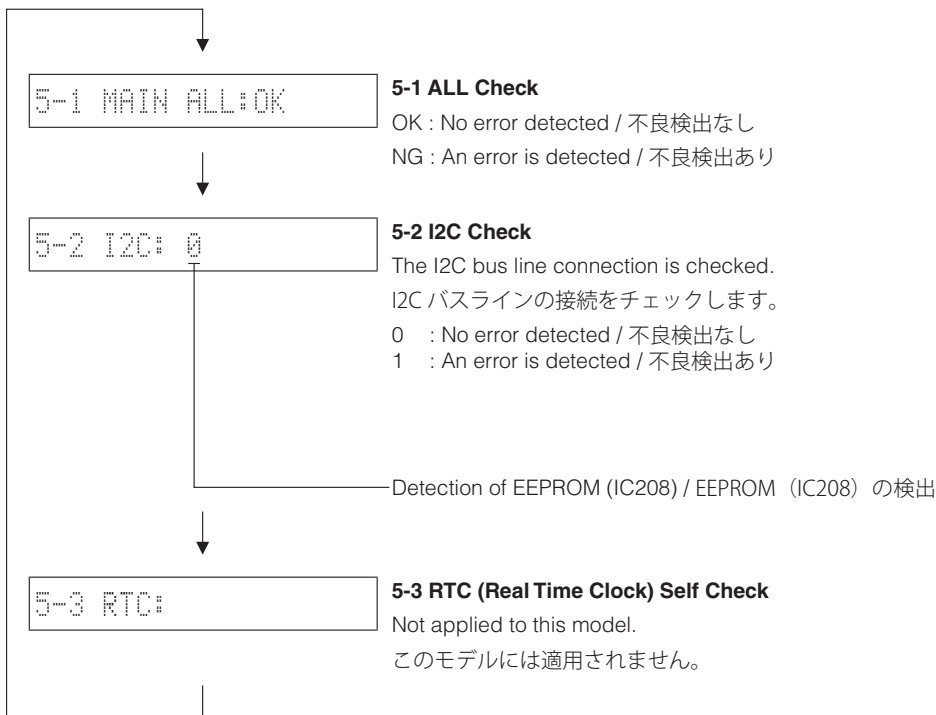 5-1 MAIN ALL:OK
5-1 ALL Check
OK : No error detected / 不良検出なし
NG : An error is detected / 不良検出あり
5-2 I2C: 0
5-2 I2C Check
The I2C bus line connection is checked.
I2C バスラインの接続をチェックします。
0 : No error detected / 不良検出なし
1 : An error is detected / 不良検出あり
Detection of EEPROM (IC208) / EEPROM（IC208）の検出
5-3 RTC:
5-3 RTC (Real Time Clock) Self Check
Not applied to this model.
このモデルには適用されません。